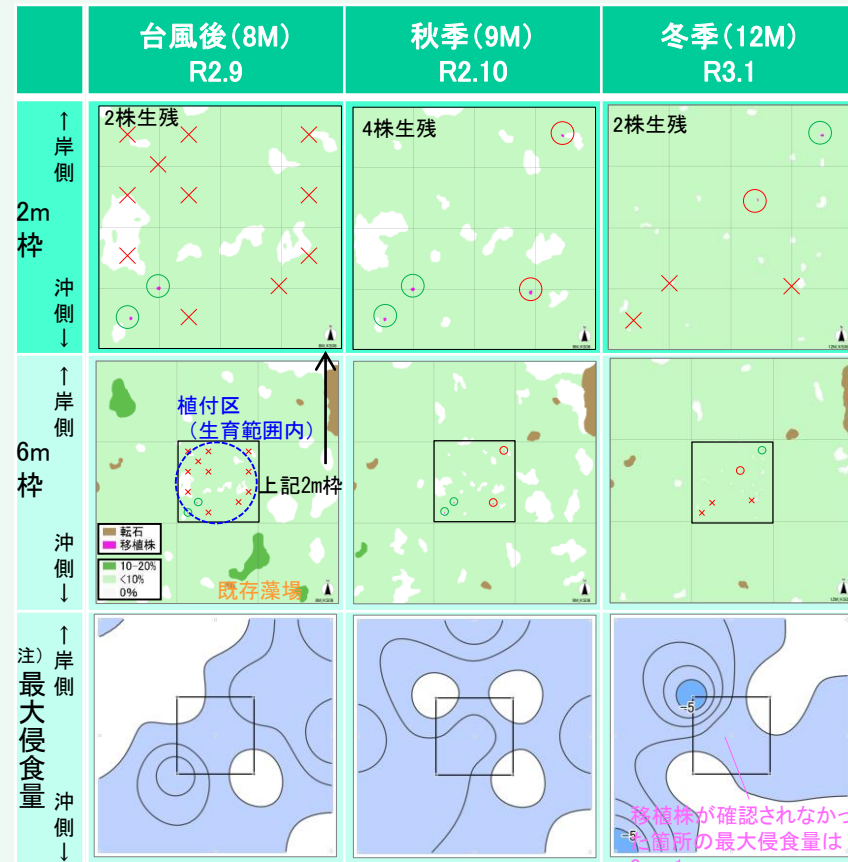 台風後(8M)
R2.9
秋季(9M)
R2.10
冬季(12M)
R3.1
↑岸側
2m枠
沖側↓
2株生残
4株生残
2株生残
↑岸側
6m枠
沖側↓
植付区
(生育範囲内)
上記2m枠
転石
移植株
10-20%
<10%
0%
既存藻場
注)
↑岸側
最大侵食量
沖側↓
-5
-5
移植株が確認されなかっ
た箇所の最大侵食量は